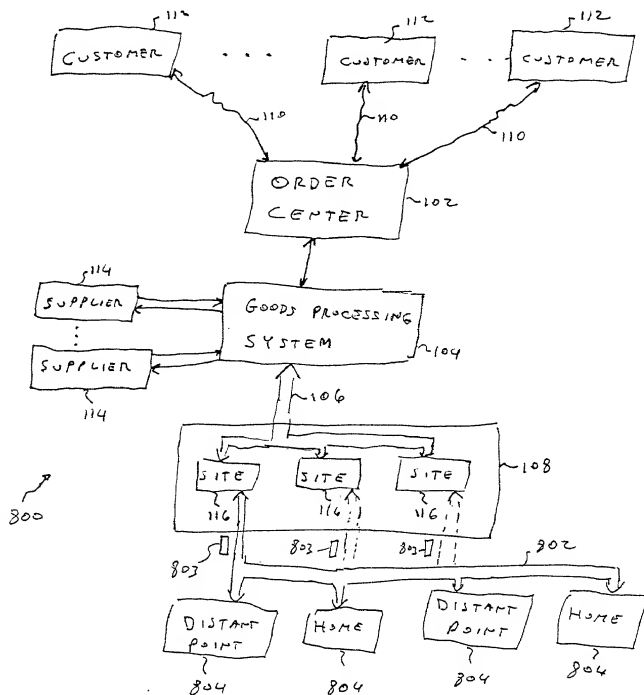 112
112
112
CUSTOMER
. . .
CUSTOMER
. . .
CUSTOMER
110
110
110
ORDER
CENTER
102
114
SUPPLIER
GOODS PROCESSING
SYSTEM
104
SUPPLIER
114
106
108
SITE
SITE
SITE
116
116
116
800
803
803
803
802
DISTANT
POINT
HOME
DISTANT
POINT
HOME
804
804
804
804